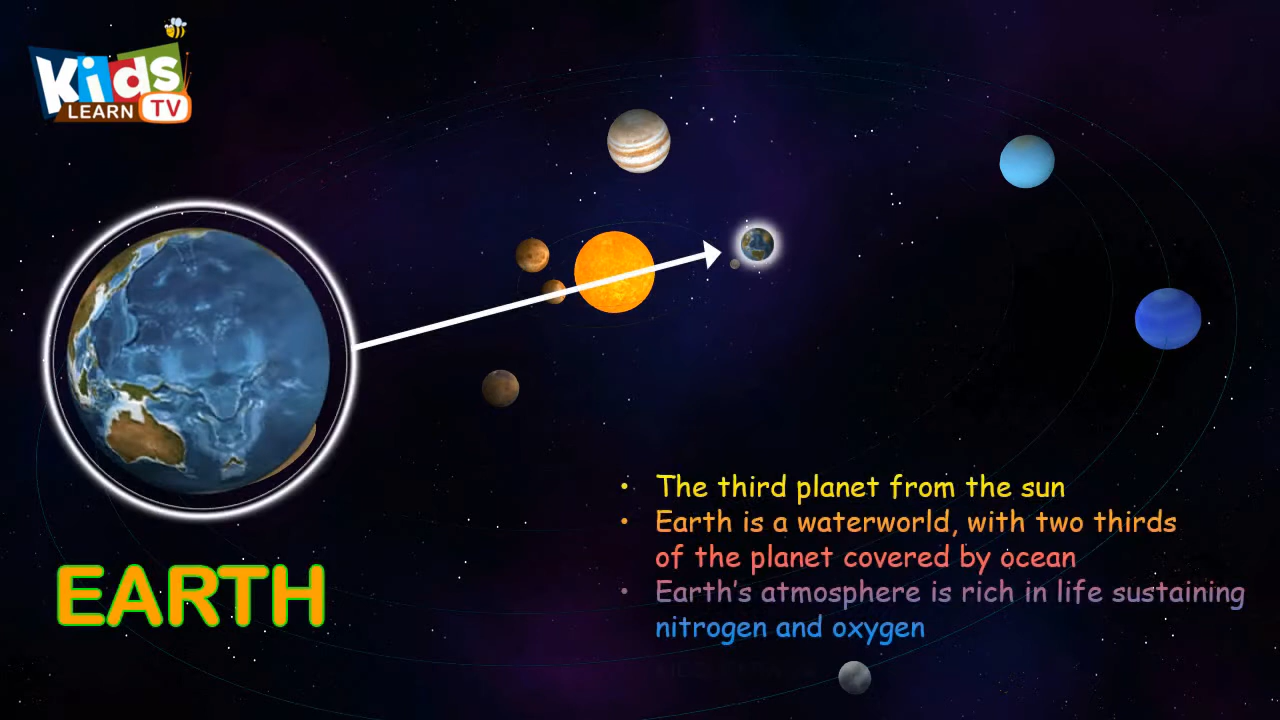 Kids
LEARN TV
The third planet from the sun
Earth is a waterworld, with two thirds
of the planet covered by ocean
Earth's atmosphere is rich in life sustaining
nitrogen and oxygen
EARTH